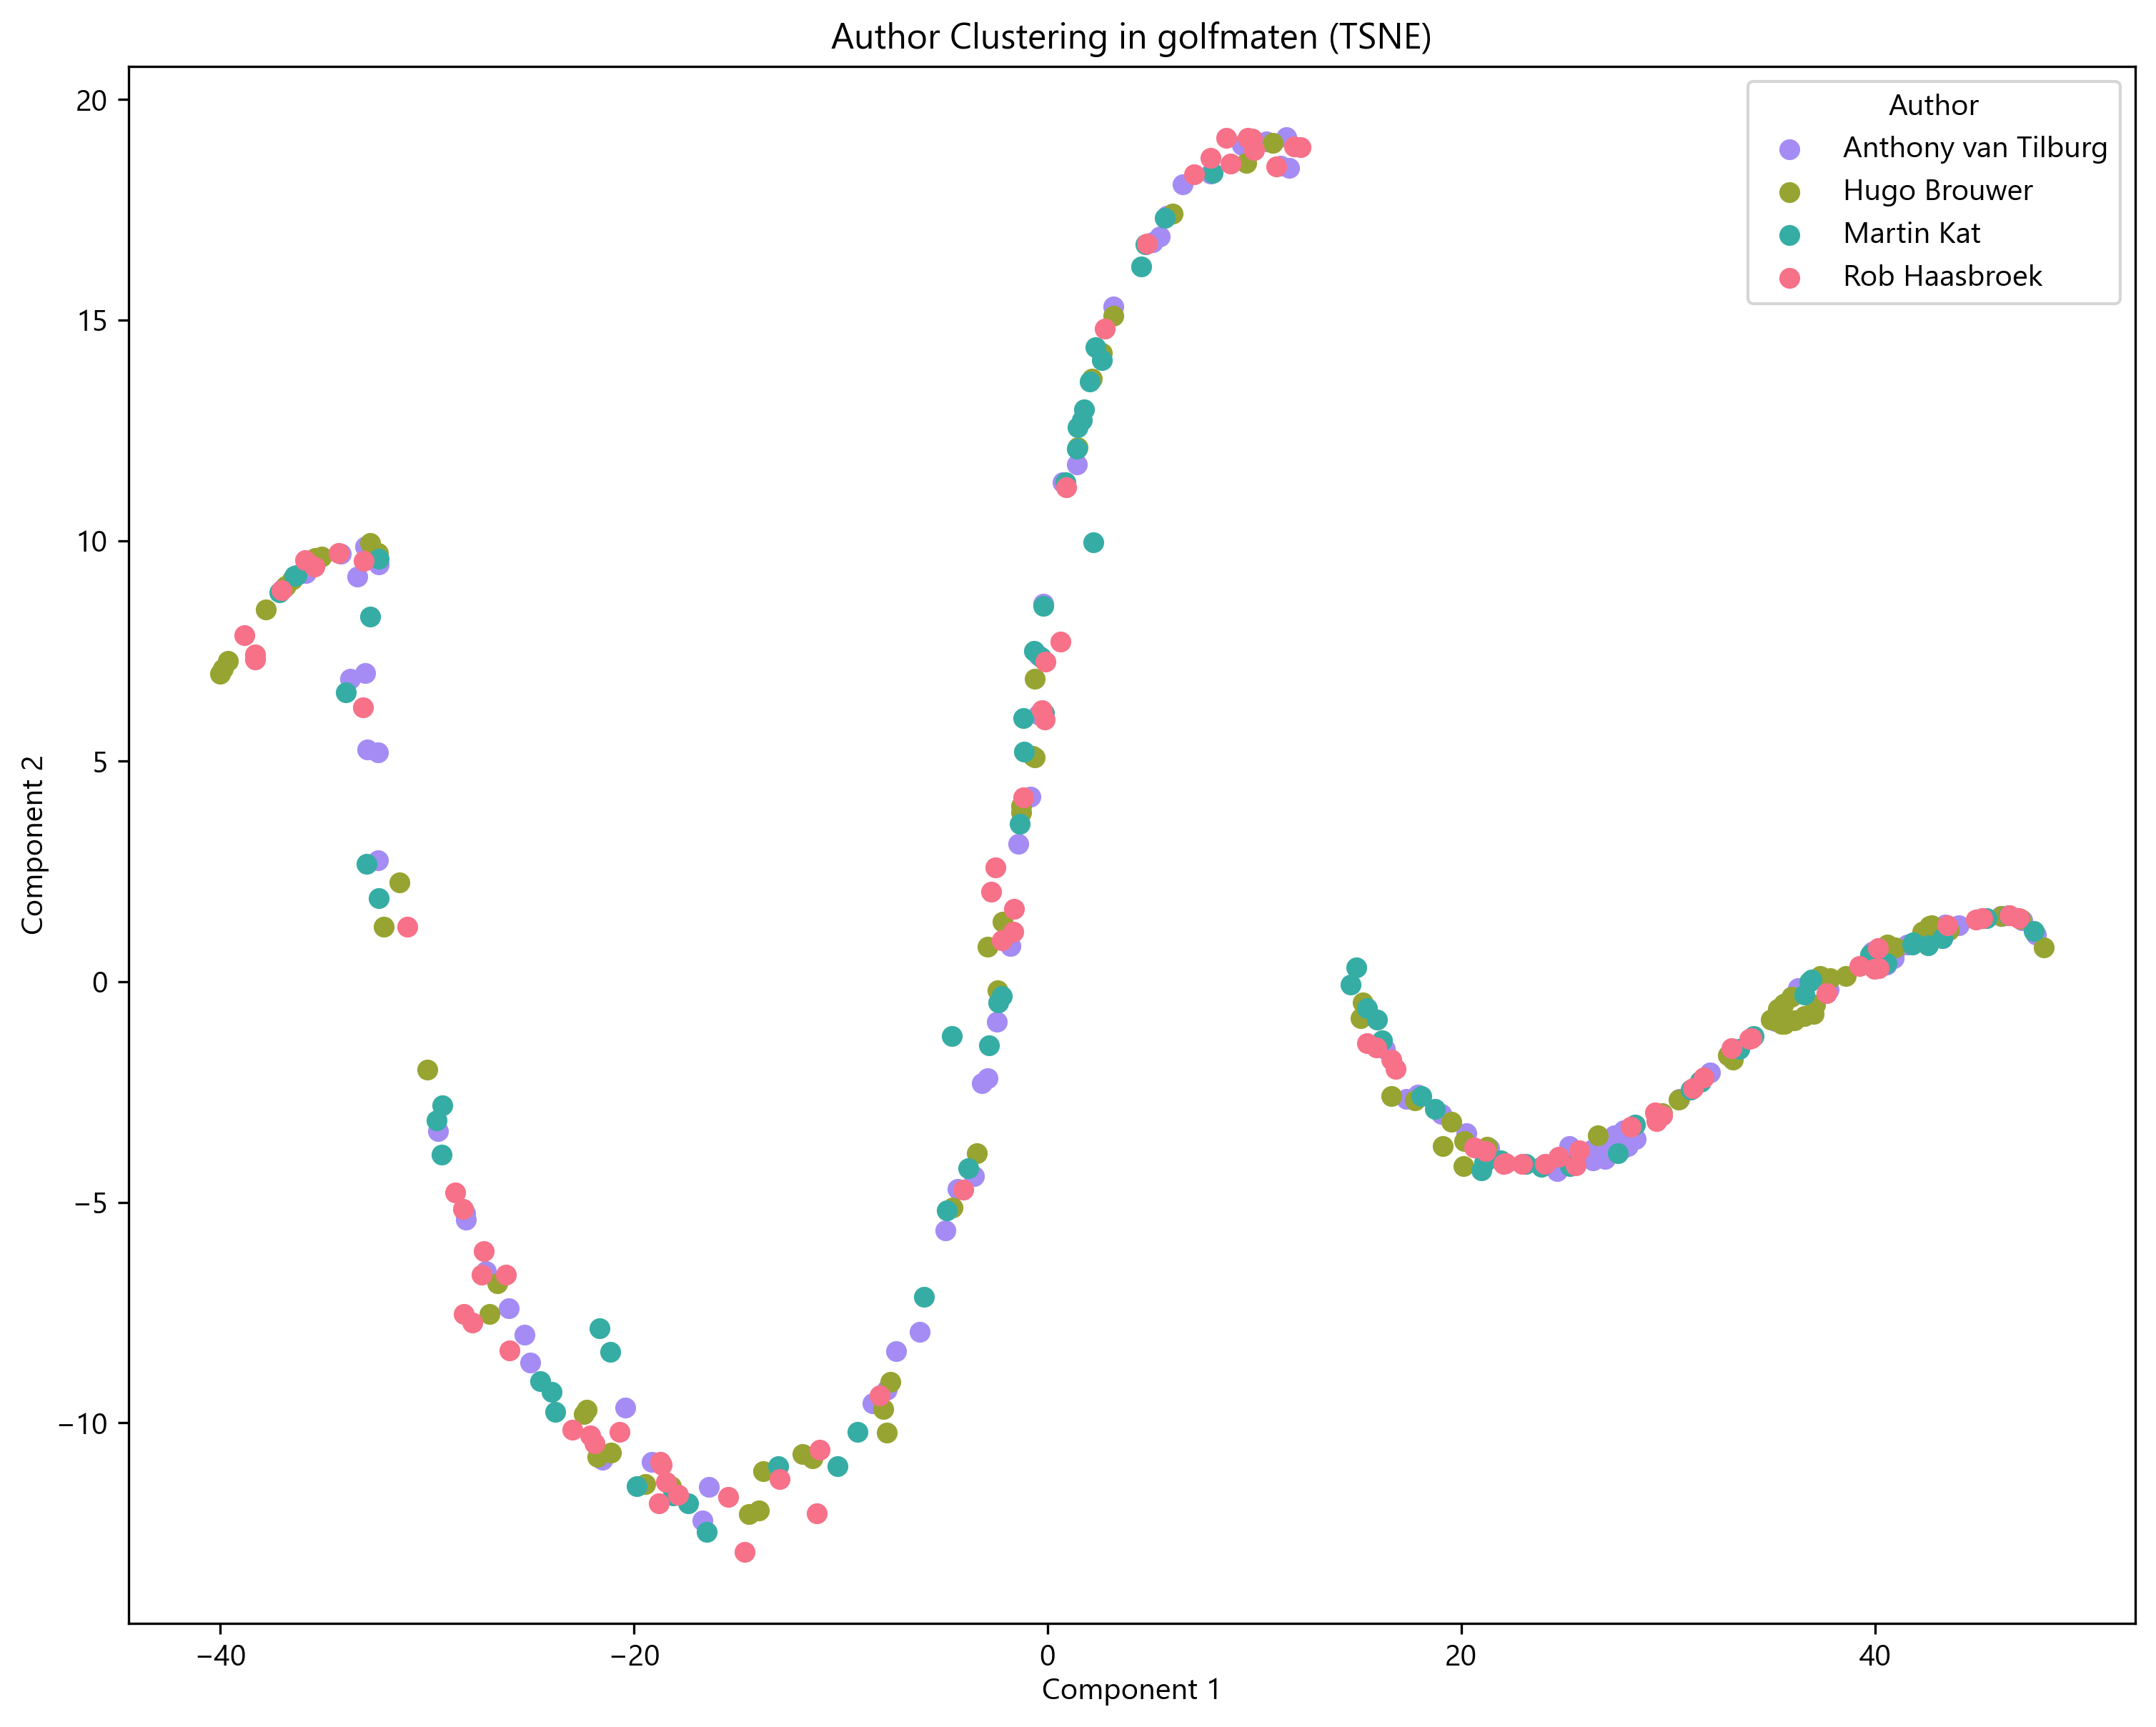 Author Clustering in golfmaten (TSNE)
Author
Anthony van Tilburg
Hugo Brouwer
Martin Kat
Rob Haasbroek
20
15
10
5
0
−5
−10
Component 2
−40
−20
0
20
40
Component 1